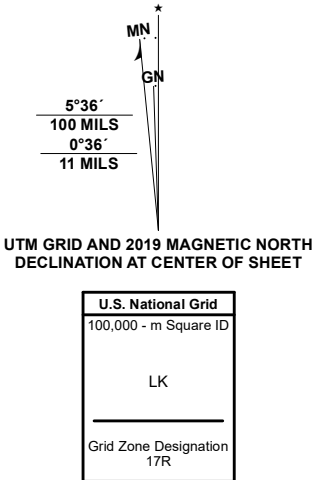 ★
MN
GN
5°36´
100 MILS
0°36´
11 MILS
UTM GRID AND 2019 MAGNETIC NORTH
DECLINATION AT CENTER OF SHEET
U.S. National Grid
100,000 - m Square ID
LK
Grid Zone Designation
17R